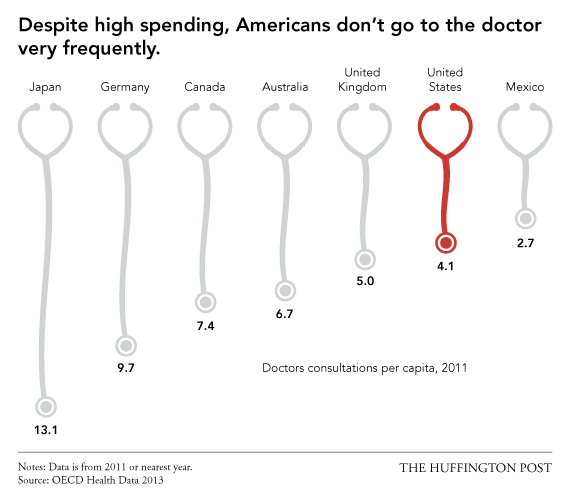 Despite high spending, Americans don’t go to the doctor
very frequently.
Japan
Germany
Canada
Australia
United
Kingdom
United
States
Mexico
13.1
9.7
7.4
6.7
5.0
4.1
2.7
Doctors consultations per capita, 2011
Notes: Data is from 2011 or nearest year.
Source: OECD Health Data 2013
THE HUFFINGTON POST